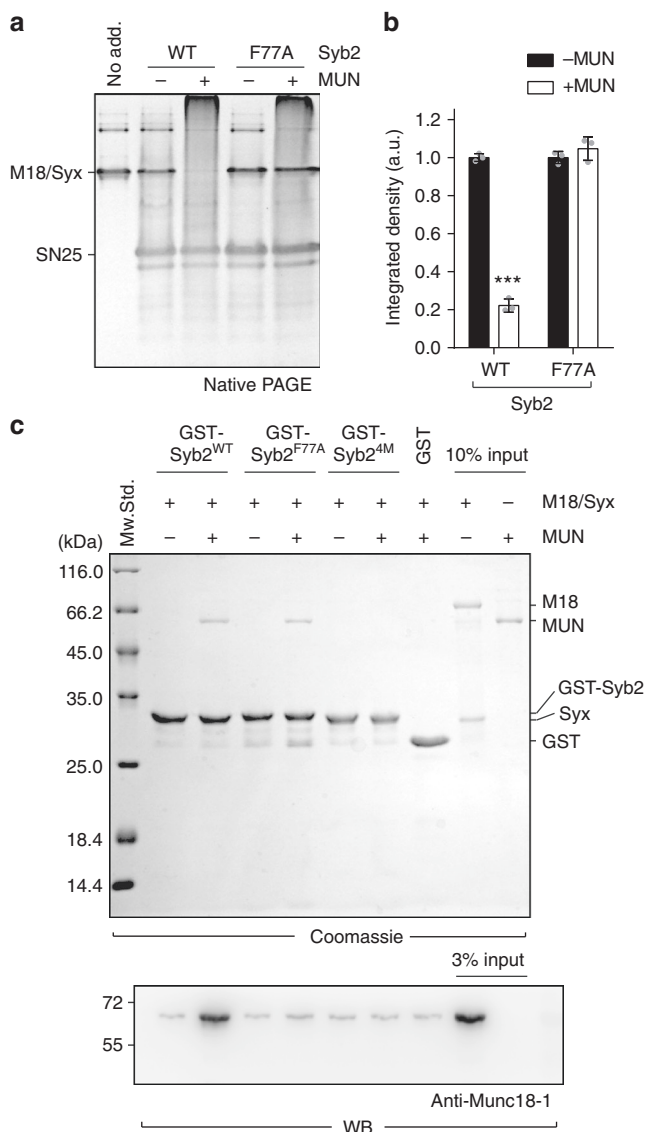 a
No add.
WT F77A Syb2
– + – + MUN
M18/Syx
SN25
Native PAGE
b
–MUN
+MUN
Integrated density (a.u.)
1.2
1.0
0.8
0.6
0.4
0.2
0.0
***
WT F77A
Syb2
c
Mw.Std.
GST-Syb2WT
GST-Syb2F77A
GST-Syb24M
GST
10% input
+ + + + + + + + – M18/Syx
(kDa) – + – + – + + – + MUN
116.0
66.2
45.0
35.0
25.0
18.4
14.4
M18
MUN
GST-Syb2
Syx
GST
Coomassie
3% input
72
55
Anti-Munc18-1
WB